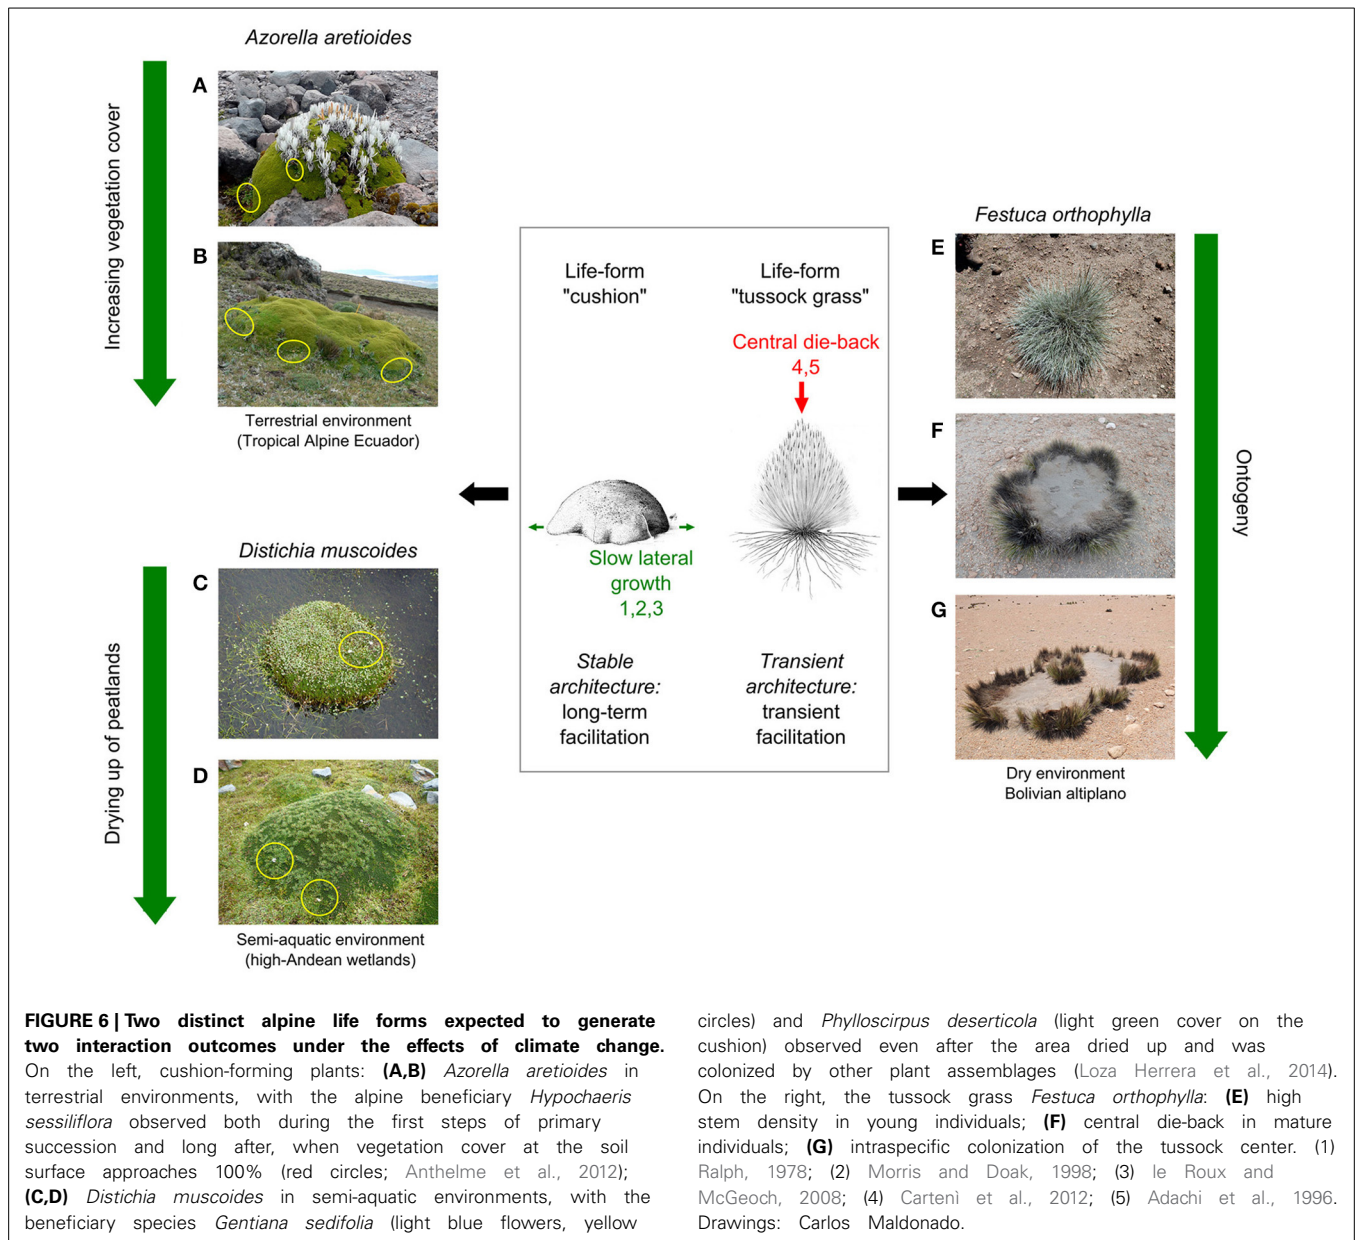 Azorella aretioides
A
Increasing vegetation cover
B
Terrestrial environment
(Tropical Alpine Ecuador)
Distichia muscoides
C
Drying up of peatlands
D
Semi-aquatic environment
(high-Andean wetlands)
Life-form
"cushion"
Slow lateral
growth
1,2,3
Stable
architecture:
long-term
facilitation
Life-form
"tussock grass"
Central die-back
4,5
Transient
architecture:
transient
facilitation
Festuca orthophylla
E
F
Ontogeny
G
Dry environment
Bolivian altiplano
FIGURE 6 | Two distinct alpine life forms expected to generate
two interaction outcomes under the effects of climate change.
On the left, cushion-forming plants: (A,B) Azorella aretioides in
terrestrial environments, with the alpine beneficiary Hypochaeris
sessiliflora observed both during the first steps of primary
succession and long after, when vegetation cover at the soil
surface approaches 100% (red circles; Anthelme et al., 2012);
(C,D) Distichia muscoides in semi-aquatic environments, with the
beneficiary species Gentiana sedifolia (light blue flowers, yellow
circles) and Phylloscirpus deserticola (light green cover on the
cushion) observed even after the area dried up and was
colonized by other plant assemblages (Loza Herrera et al., 2014).
On the right, the tussock grass Festuca orthophylla: (E) high
stem density in young individuals; (F) central die-back in mature
individuals; (G) intraspecific colonization of the tussock center. (1)
Ralph, 1978; (2) Morris and Doak, 1998; (3) le Roux and
McGeoch, 2008; (4) Cartenì et al., 2012; (5) Adachi et al., 1996.
Drawings: Carlos Maldonado.